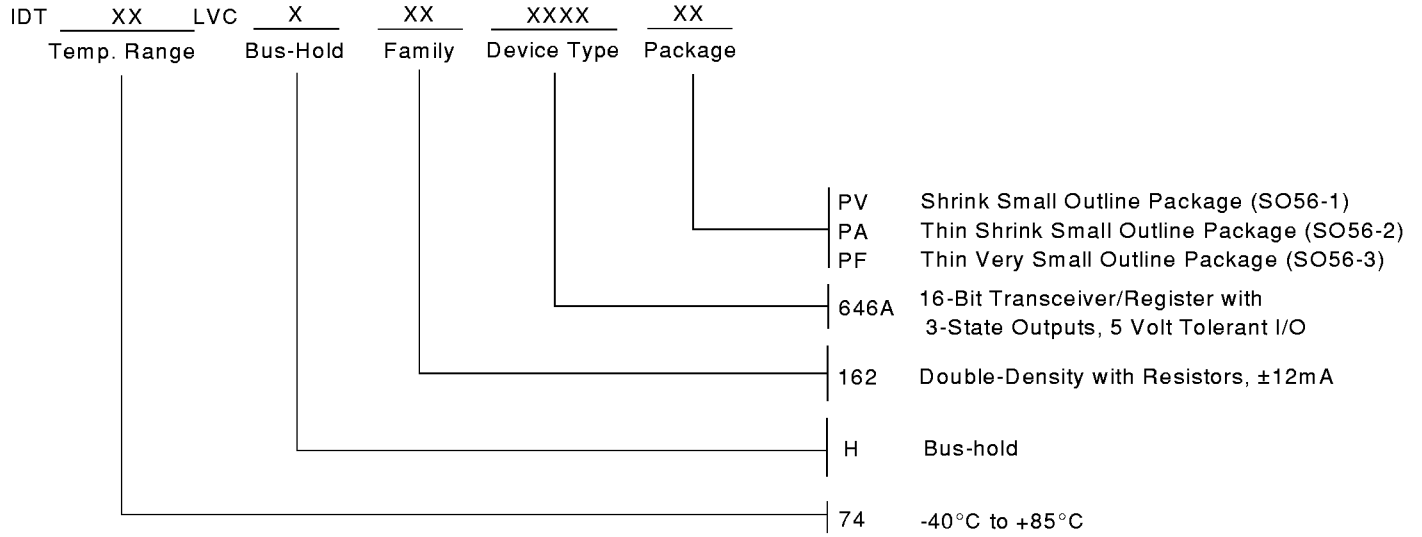 IDT XX LVC X XX XXXX XX
Temp. Range Bus-Hold Family Device Type Package
PV Shrink Small Outline Package (SO56-1)
PA Thin Shrink Small Outline Package (SO56-2)
PF Thin Very Small Outline Package (SO56-3)
646A 16-Bit Transceiver/Register with
3-State Outputs, 5 Volt Tolerant I/O
162 Double-Density with Resistors, ±12mA
H Bus-hold
74 -40°C to +85°C